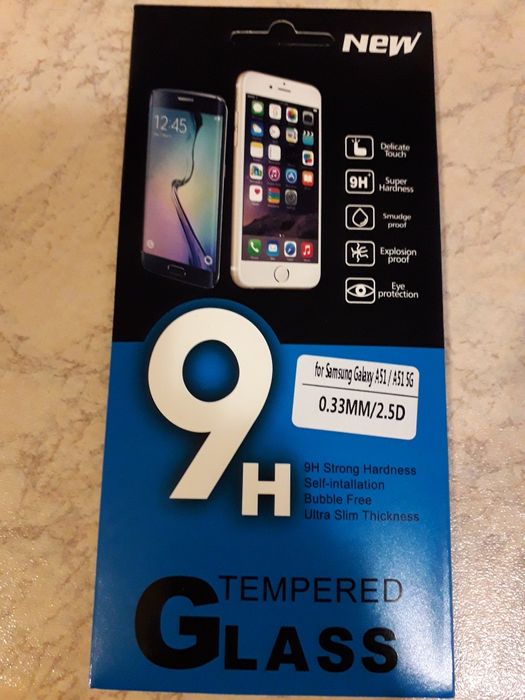 New
12:45
Delicate
Touch
9H
Super
Hardness
Smudge
proof
Explosion
proof
Eye
protection
for Samsung Galaxy A51 / A51 5G
0.33MM/2.5D
9H
9H Strong Hardness
Self-intallation
Bubble Free
Ultra Slim Thickness
TEMPERED
GLASS